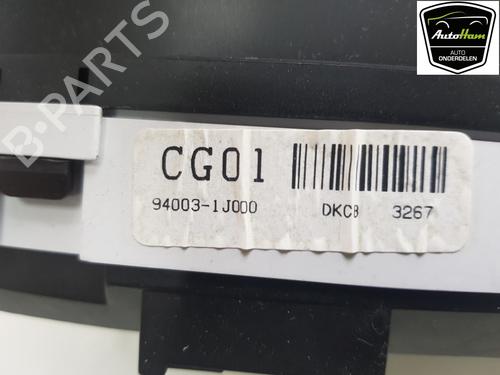 AutoHam
AUTO
ONDERDELEN
B-PARTS
CG01
94003-1J000 DKCB 3267